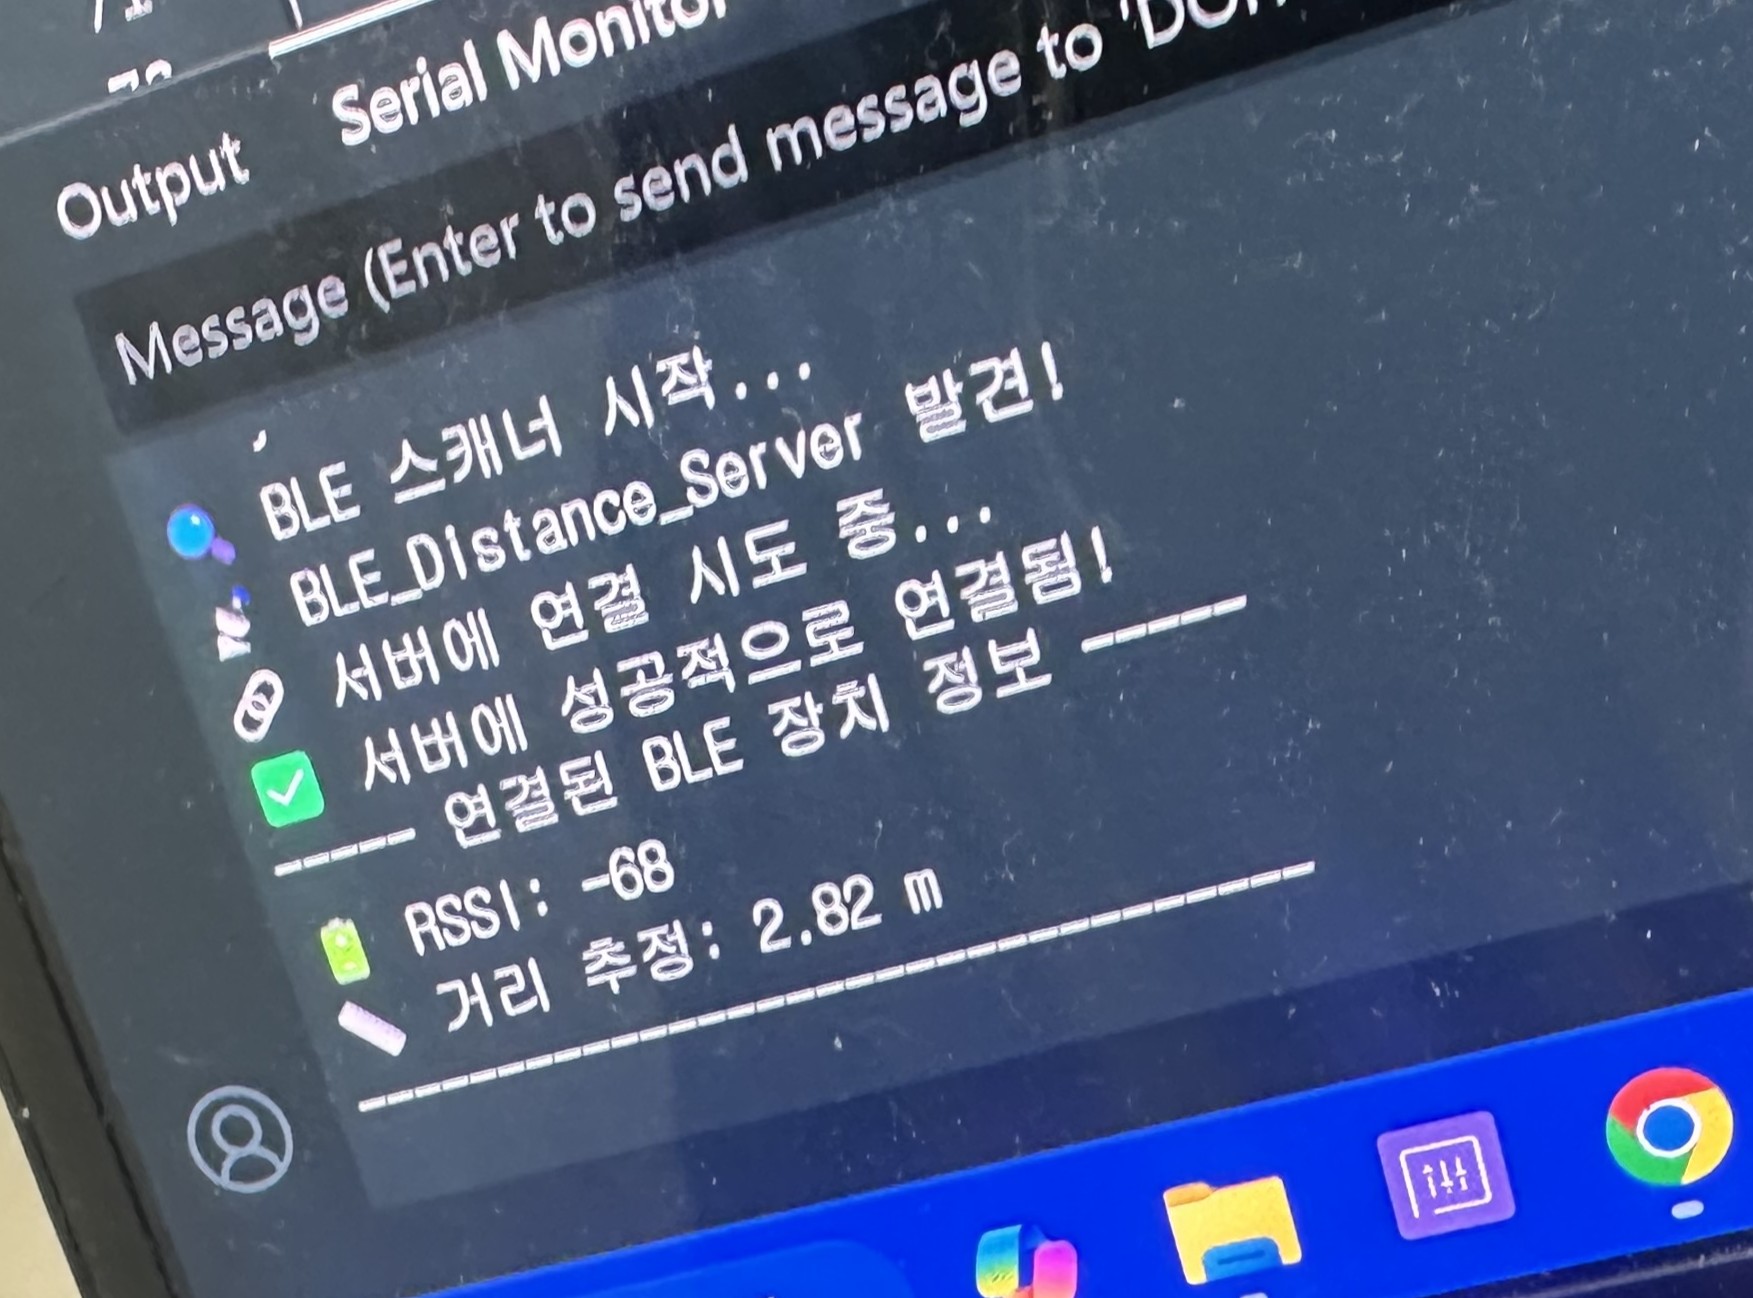 Output
Serial Monitor
Message (Enter to send message to 'DOI
BLE 스캐너 시작...
BLE_Distance_Server 발견!
서버에 연결 시도 중...
서버에 성공적으로 연결됨!
----- 연결된 BLE 장치 정보 -----
RSSI: -68
거리 추정: 2.82 m
--------------------------------